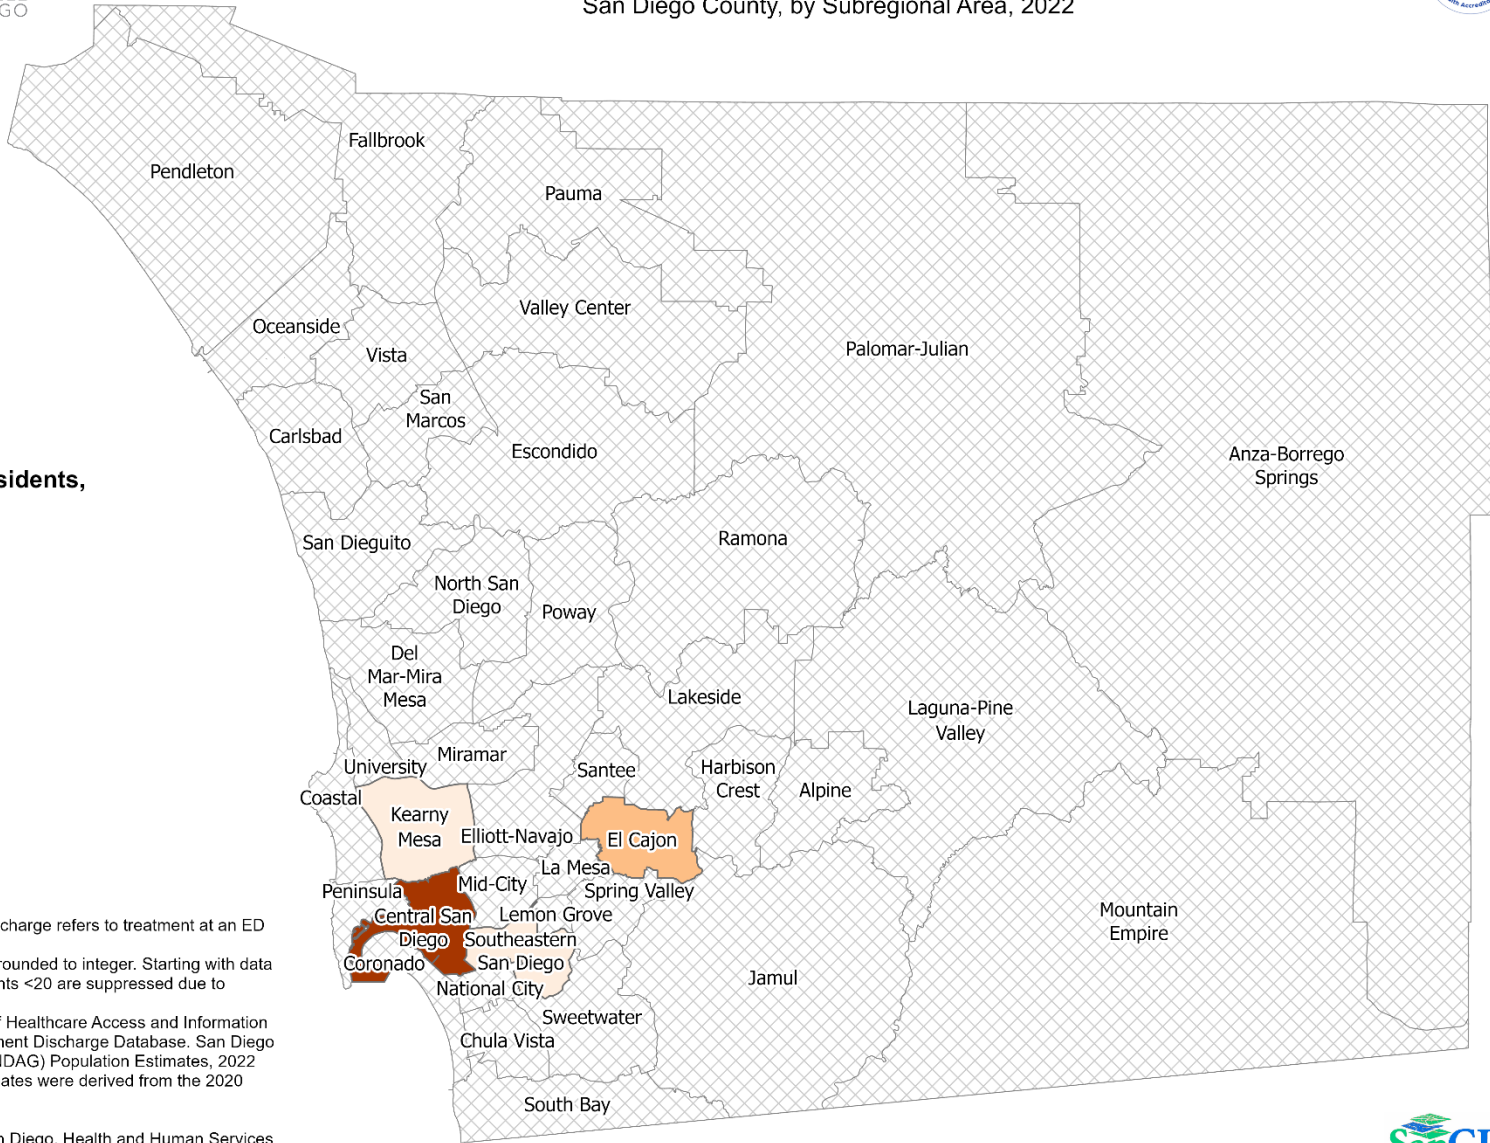 GO
San Diego County, by Subregional Area, 2022
Fallbrook
Pendleton
Pauma
Valley Center
Oceanside
Vista
Palomar-Julian
San
Marcos
Carlsbad
Escondido
Anza-Borrego
Springs
sidents,
Ramona
San Dieguito
North San
Diego
Poway
Del
Mar-Mira
Mesa
Lakeside
Laguna-Pine
Valley
Miramar
University
Santee
Harbison
Crest
Alpine
Coastal
Kearny
Mesa
Elliott-Navajo
El Cajon
La Mesa
Mid-City
Peninsula
Spring Valley
Central San
Diego
Lemon Grove
Southeastern
San Diego
Coronado
National City
Mountain
Empire
Jamul
Sweetwater
Chula Vista
South Bay
charge refers to treatment at an ED
rounded to integer. Starting with data
nts <20 are suppressed due to
f Healthcare Access and Information
ment Discharge Database. San Diego
NDAG) Population Estimates, 2022
ates were derived from the 2020
n Diego, Health and Human Services